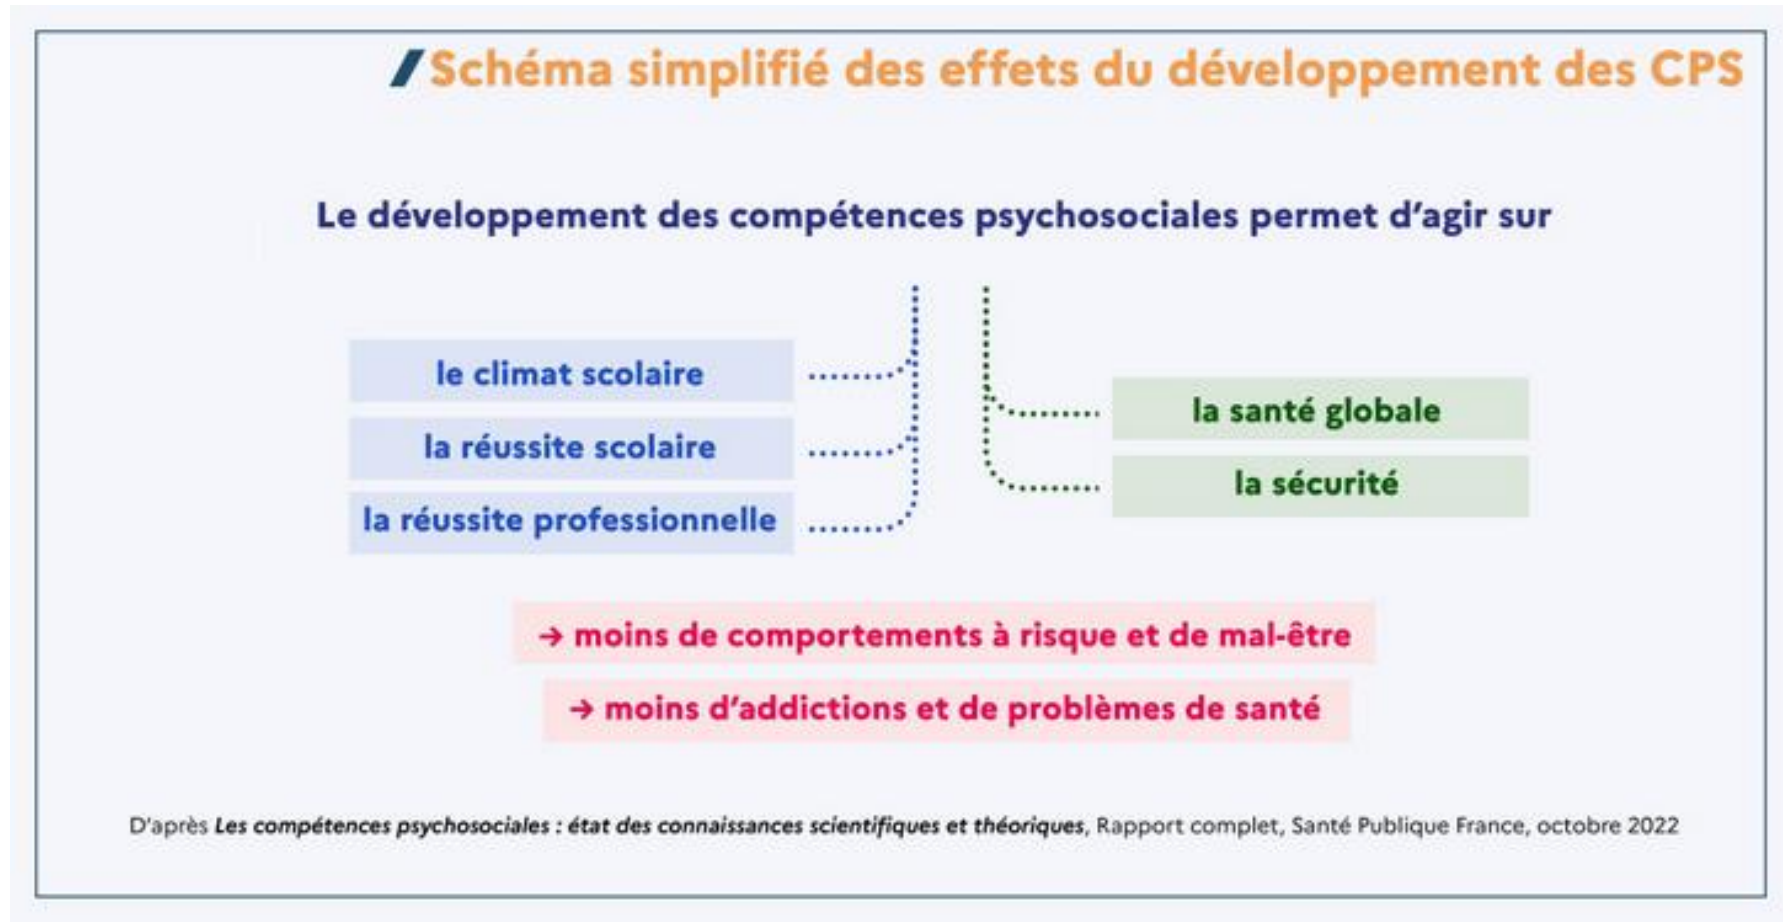 Schéma simplifié des effets du développement des CPS
Le développement des compétences psychosociales permet d’agir sur
le climat scolaire
la réussite scolaire
la réussite professionnelle
la santé globale
la sécurité
→ moins de comportements à risque et de mal-être
→ moins d’addictions et de problèmes de santé
D'après Les compétences psychosociales : état des connaissances scientifiques et théoriques, Rapport complet, Santé Publique France, octobre 2022